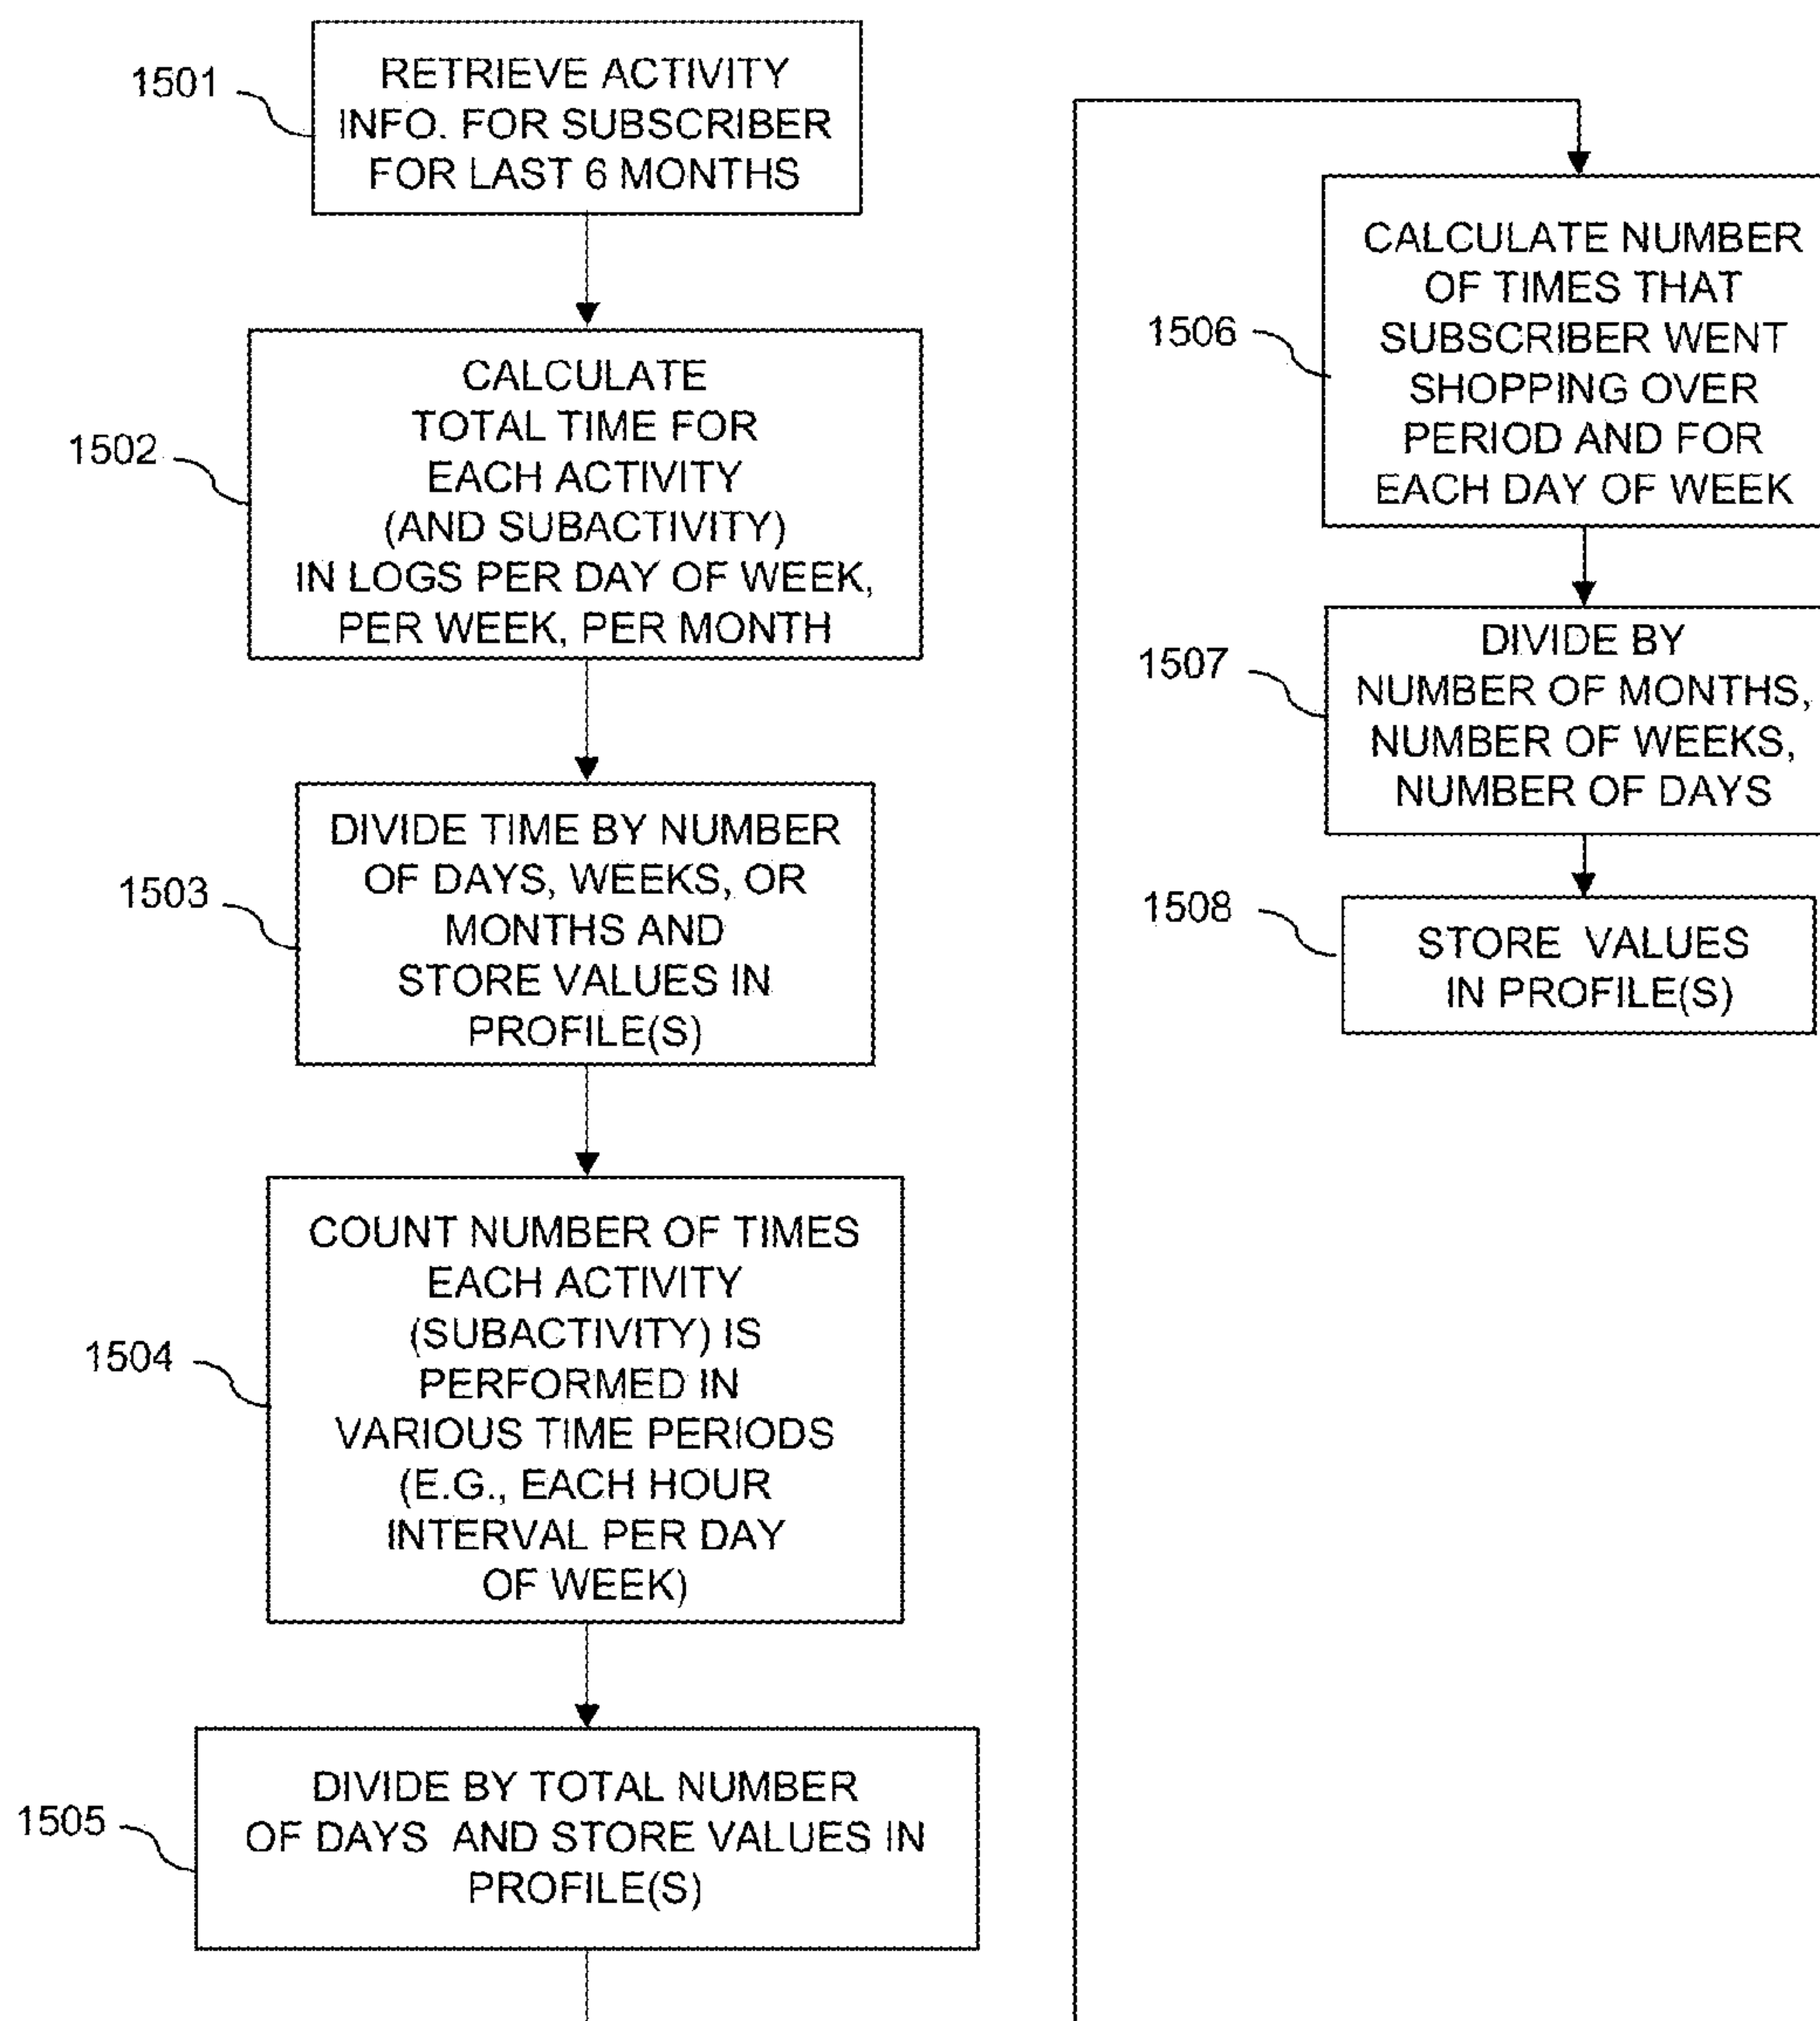 1501
RETRIEVE ACTIVITY
INFO. FOR SUBSCRIBER
FOR LAST 6 MONTHS
1502
CALCULATE
TOTAL TIME FOR
EACH ACTIVITY
(AND SUBACTIVITY)
IN LOGS PER DAY OF WEEK,
PER WEEK, PER MONTH
1503
DIVIDE TIME BY NUMBER
OF DAYS, WEEKS, OR
MONTHS AND
STORE VALUES IN
PROFILE(S)
1504
COUNT NUMBER OF TIMES
EACH ACTIVITY
(SUBACTIVITY) IS
PERFORMED IN
VARIOUS TIME PERIODS
(E.G., EACH HOUR
INTERVAL PER DAY
OF WEEK)
1505
DIVIDE BY TOTAL NUMBER
OF DAYS AND STORE VALUES IN
PROFILE(S)
1506
CALCULATE NUMBER
OF TIMES THAT
SUBSCRIBER WENT
SHOPPING OVER
PERIOD AND FOR
EACH DAY OF WEEK
1507
DIVIDE BY
NUMBER OF MONTHS,
NUMBER OF WEEKS,
NUMBER OF DAYS
1508
STORE VALUES
IN PROFILE(S)